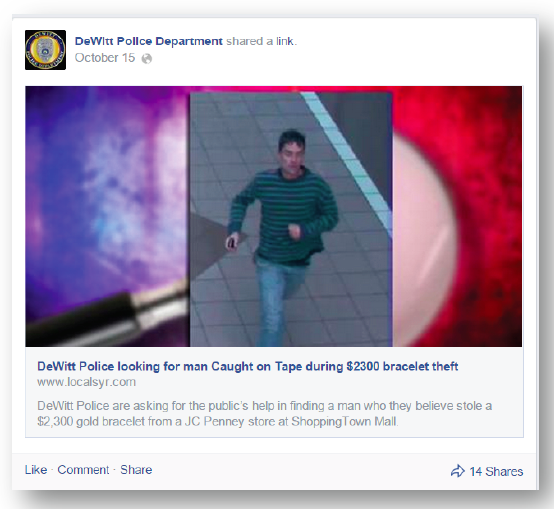 DeWitt Police Department shared a link.
October 15
DeWitt Police looking for man Caught on Tape during $2300 bracelet theft
www.localsyr.com
DeWitt Police are asking for the public's help in finding a man who they believe stole a
$2,300 gold bracelet from a JC Penney store at ShoppingTown Mall.
Like · Comment · Share
14 Shares